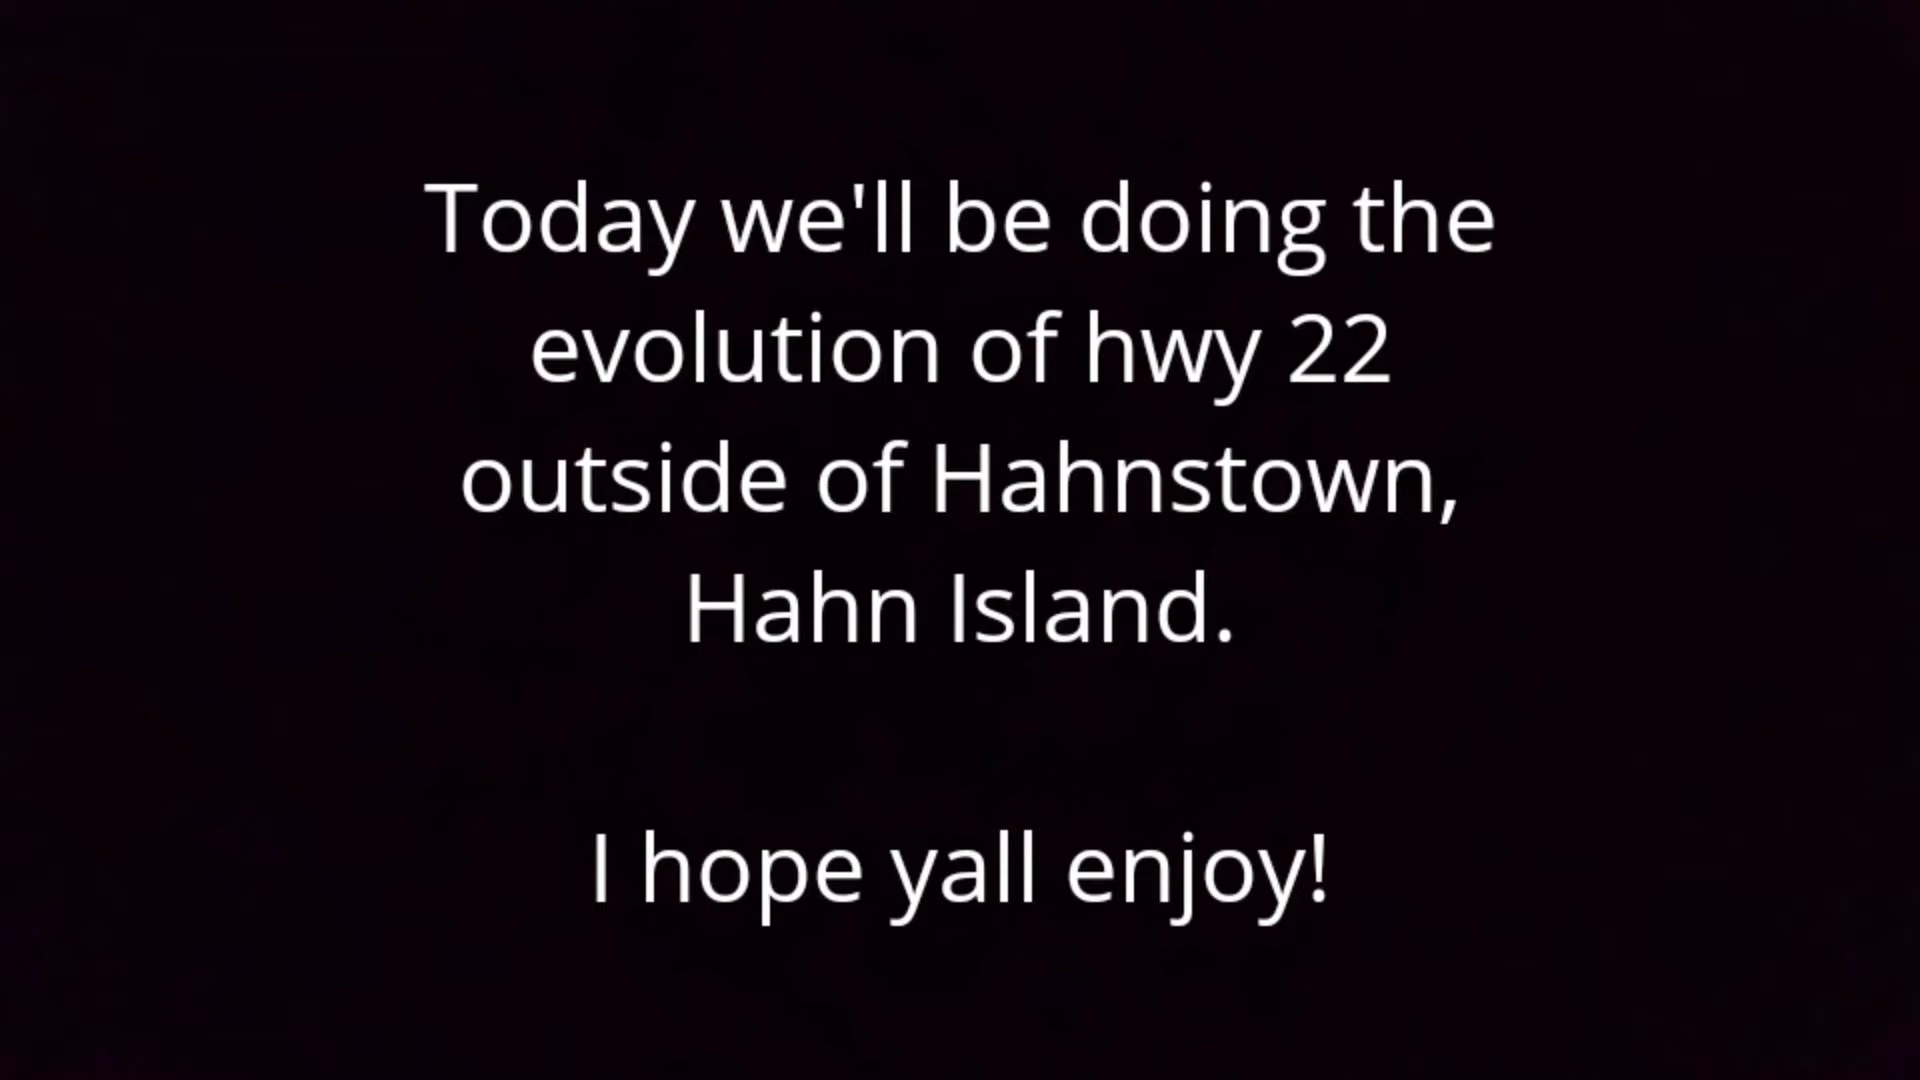 Today we'll be doing the
evolution of hwy 22
outside of Hahnstown,
Hahn Island.
I hope yall enjoy!